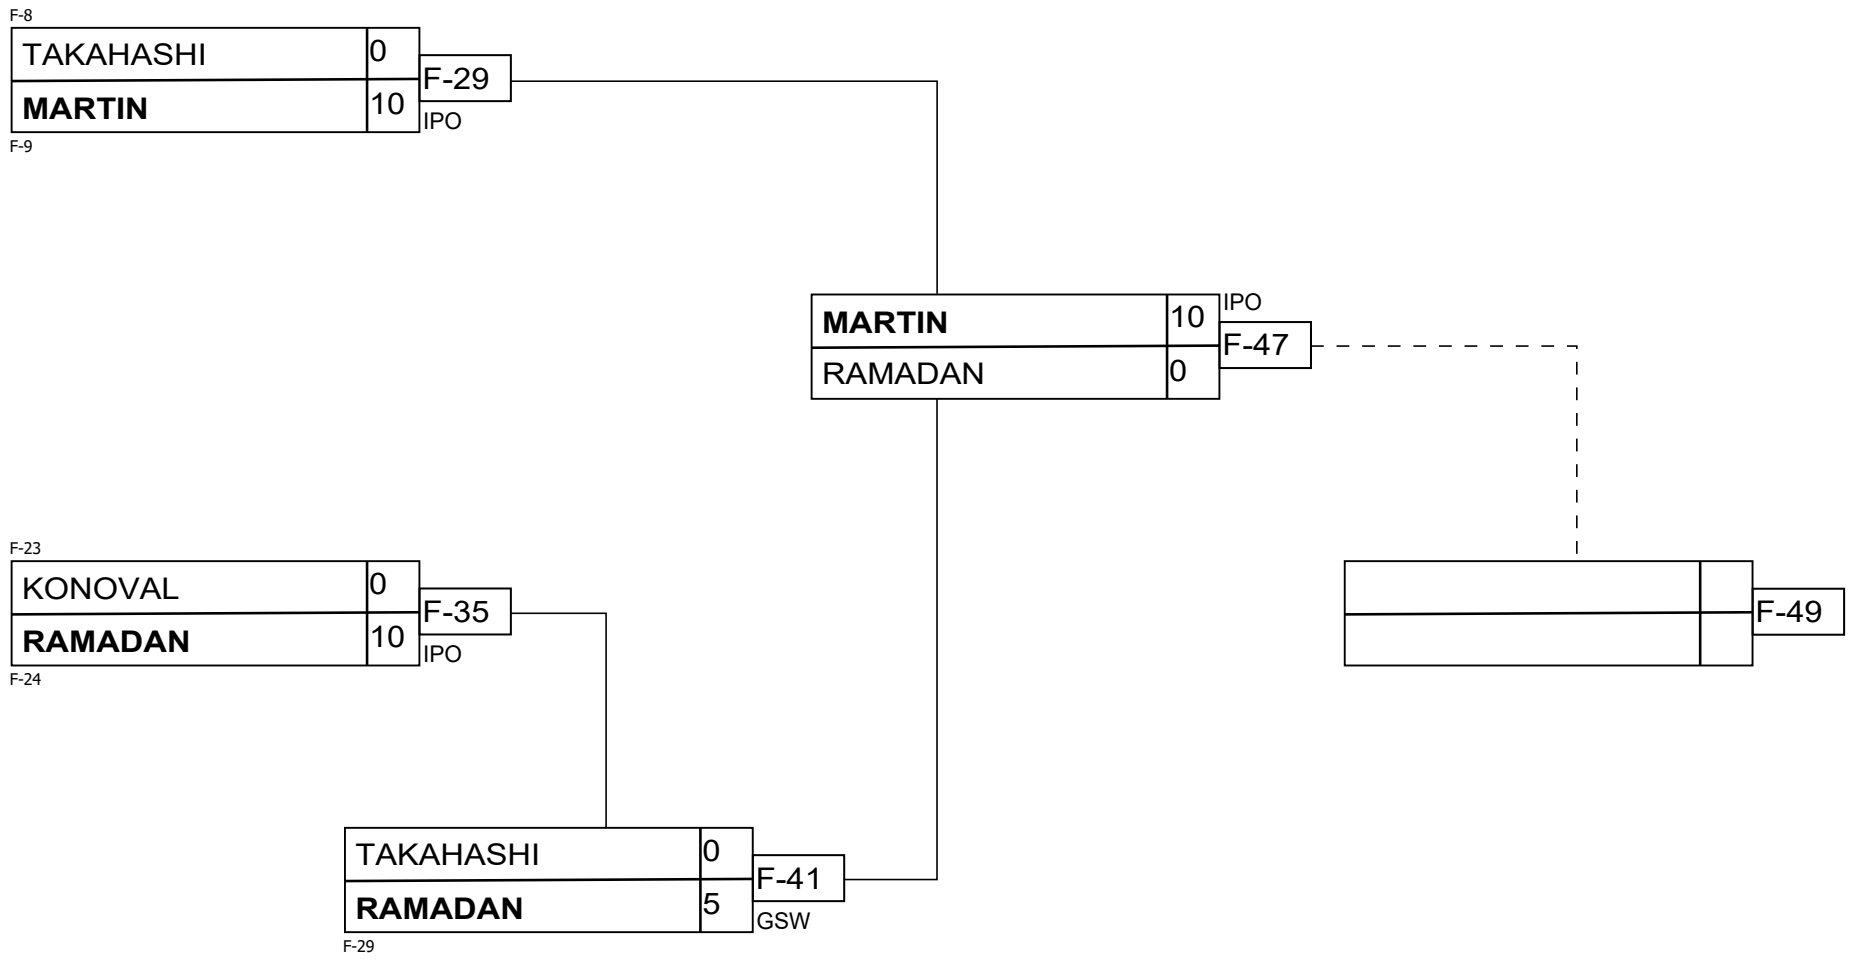 F-8
TAKAHASHI 0
F-29
MARTIN 10
IPO
F-9
IPO
MARTIN 10
F-47
RAMADAN 0
F-23
KONOVAL 0
F-35
RAMADAN 10
IPO
F-24
F-49
TAKAHASHI 0
F-41
RAMADAN 5
GSW
F-29